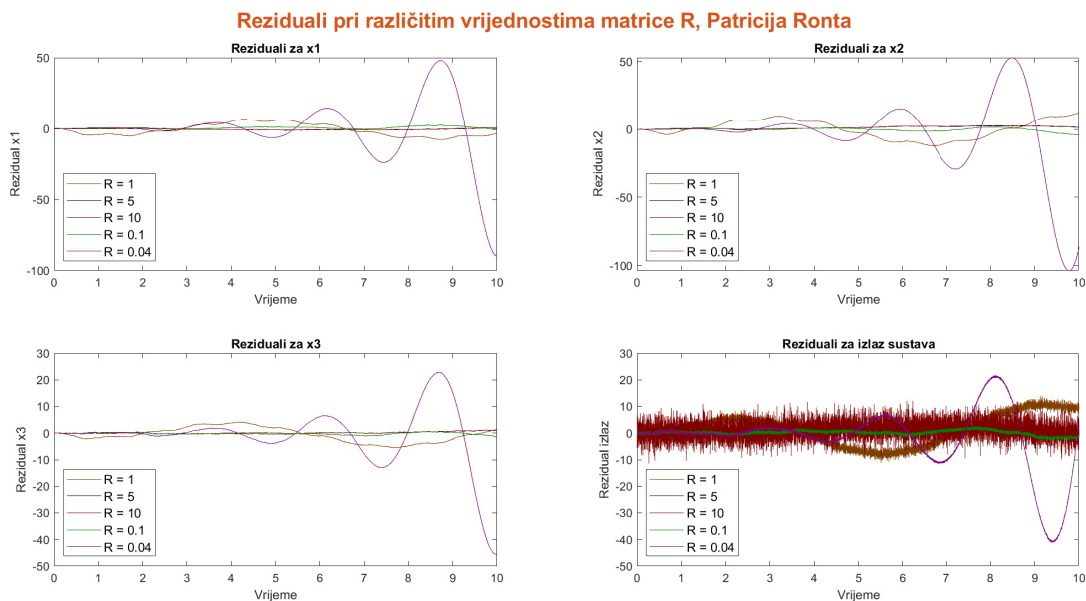 Reziduali pri različitim vrijednostima matrice R, Patricija Ronta
Reziduali za x1
50
0
-50
-100
Rezidual x1
R = 1
R = 5
R = 10
R = 0.1
R = 0.04
0 1 2 3 4 5 6 7 8 9 10
Vrijeme
Reziduali za x2
50
0
-50
-100
Rezidual x2
R = 1
R = 5
R = 10
R = 0.1
R = 0.04
0 1 2 3 4 5 6 7 8 9 10
Vrijeme
Reziduali za x3
30
20
10
0
-10
-20
-30
-40
-50
Rezidual x3
R = 1
R = 5
R = 10
R = 0.1
R = 0.04
0 1 2 3 4 5 6 7 8 9 10
Vrijeme
Reziduali za izlaz sustava
30
20
10
0
-10
-20
-30
-40
-50
Rezidual izlaz
R = 1
R = 5
R = 10
R = 0.1
R = 0.04
0 1 2 3 4 5 6 7 8 9 10
Vrijeme